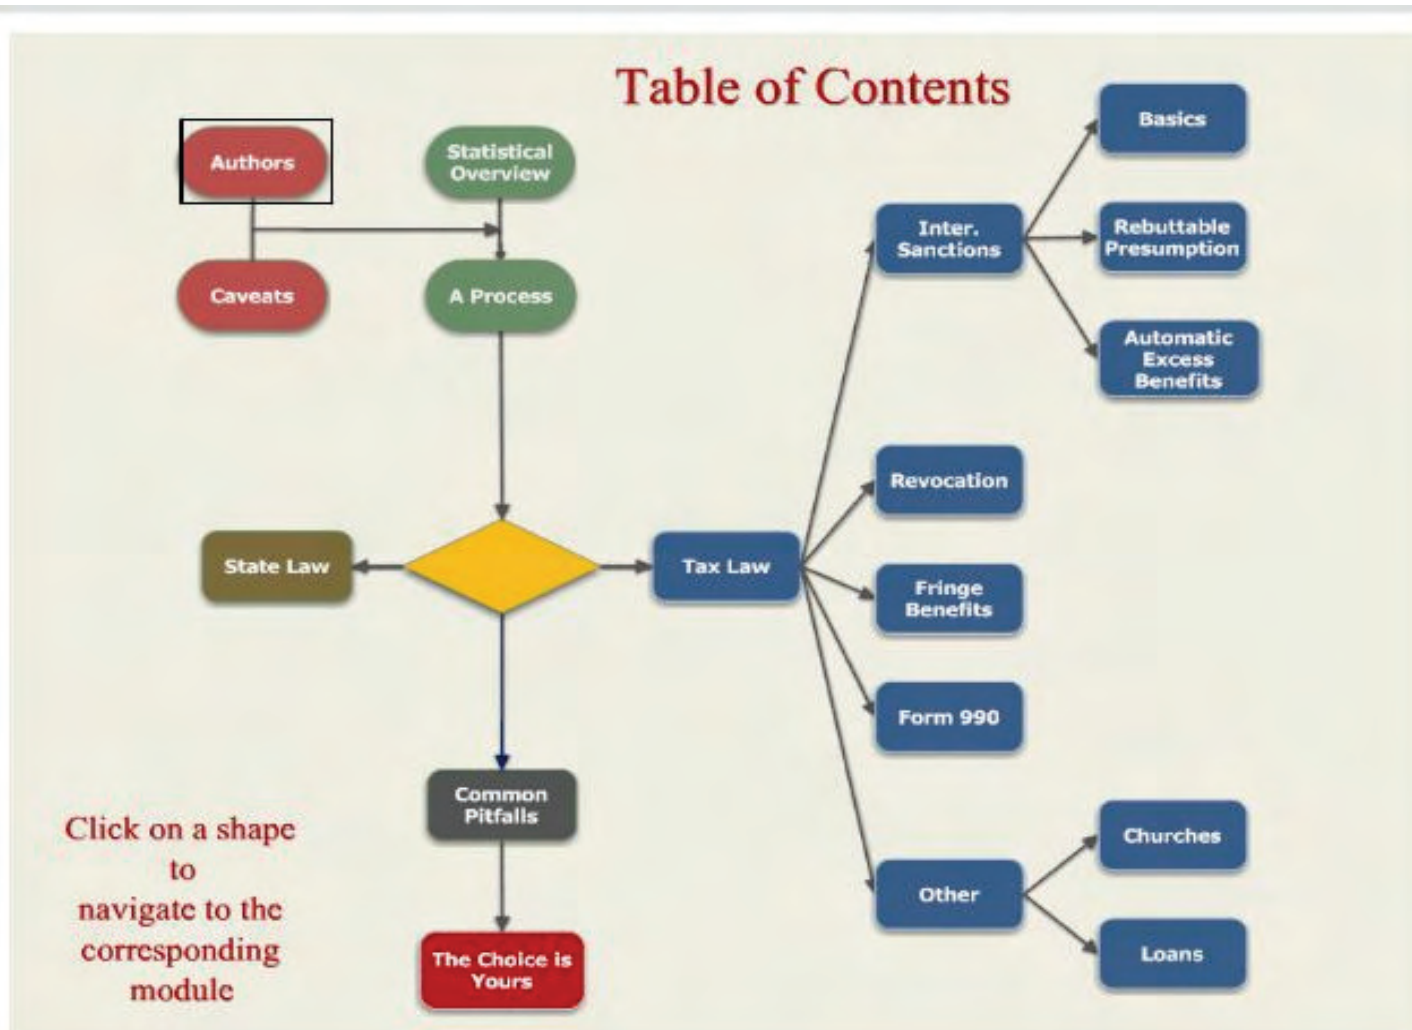 Table of Contents
Authors
Statistical
Overview
Caveats
A Process
State Law
Tax Law
Common
Pitfalls
The Choice is
Yours
Inter.
Sanctions
Basics
Rebuttable
Presumption
Automatic
Excess
Benefits
Revocation
Fringe
Benefits
Form 990
Other
Churches
Loans
Click on a shape
to
navigate to the
corresponding
module